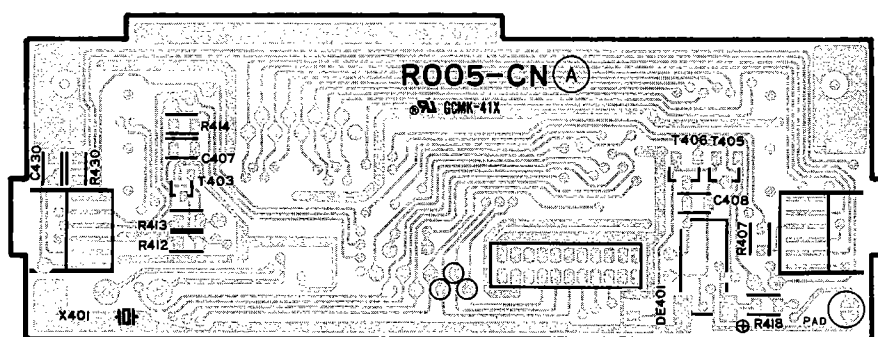 R005-CN A
GCMK-41X
R414
C407
T403
C430
R430
R413
R412
X401
T406 T405
C408
R407
DE401
R418
PAD